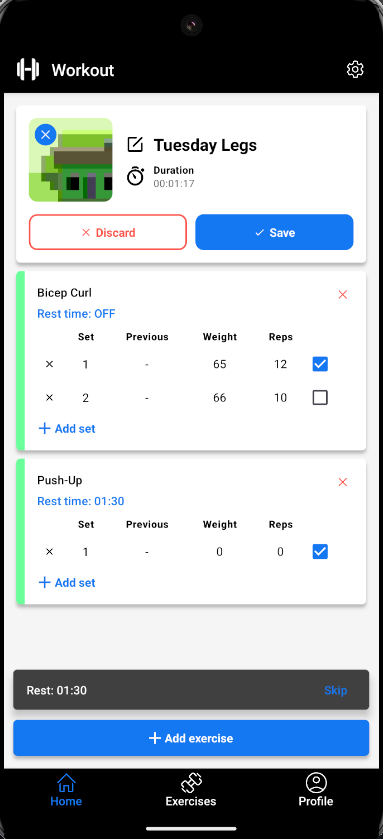 Workout
Tuesday Legs
Duration
00:01:17
Discard
Save
Bicep Curl
Rest time: OFF
Set Previous Weight Reps
1 - 65 12
2 - 66 10
Add set
Push-Up
Rest time: 01:30
Set Previous Weight Reps
1 - 0 0
Add set
Rest: 01:30 Skip
Add exercise
Home Exercises Profile